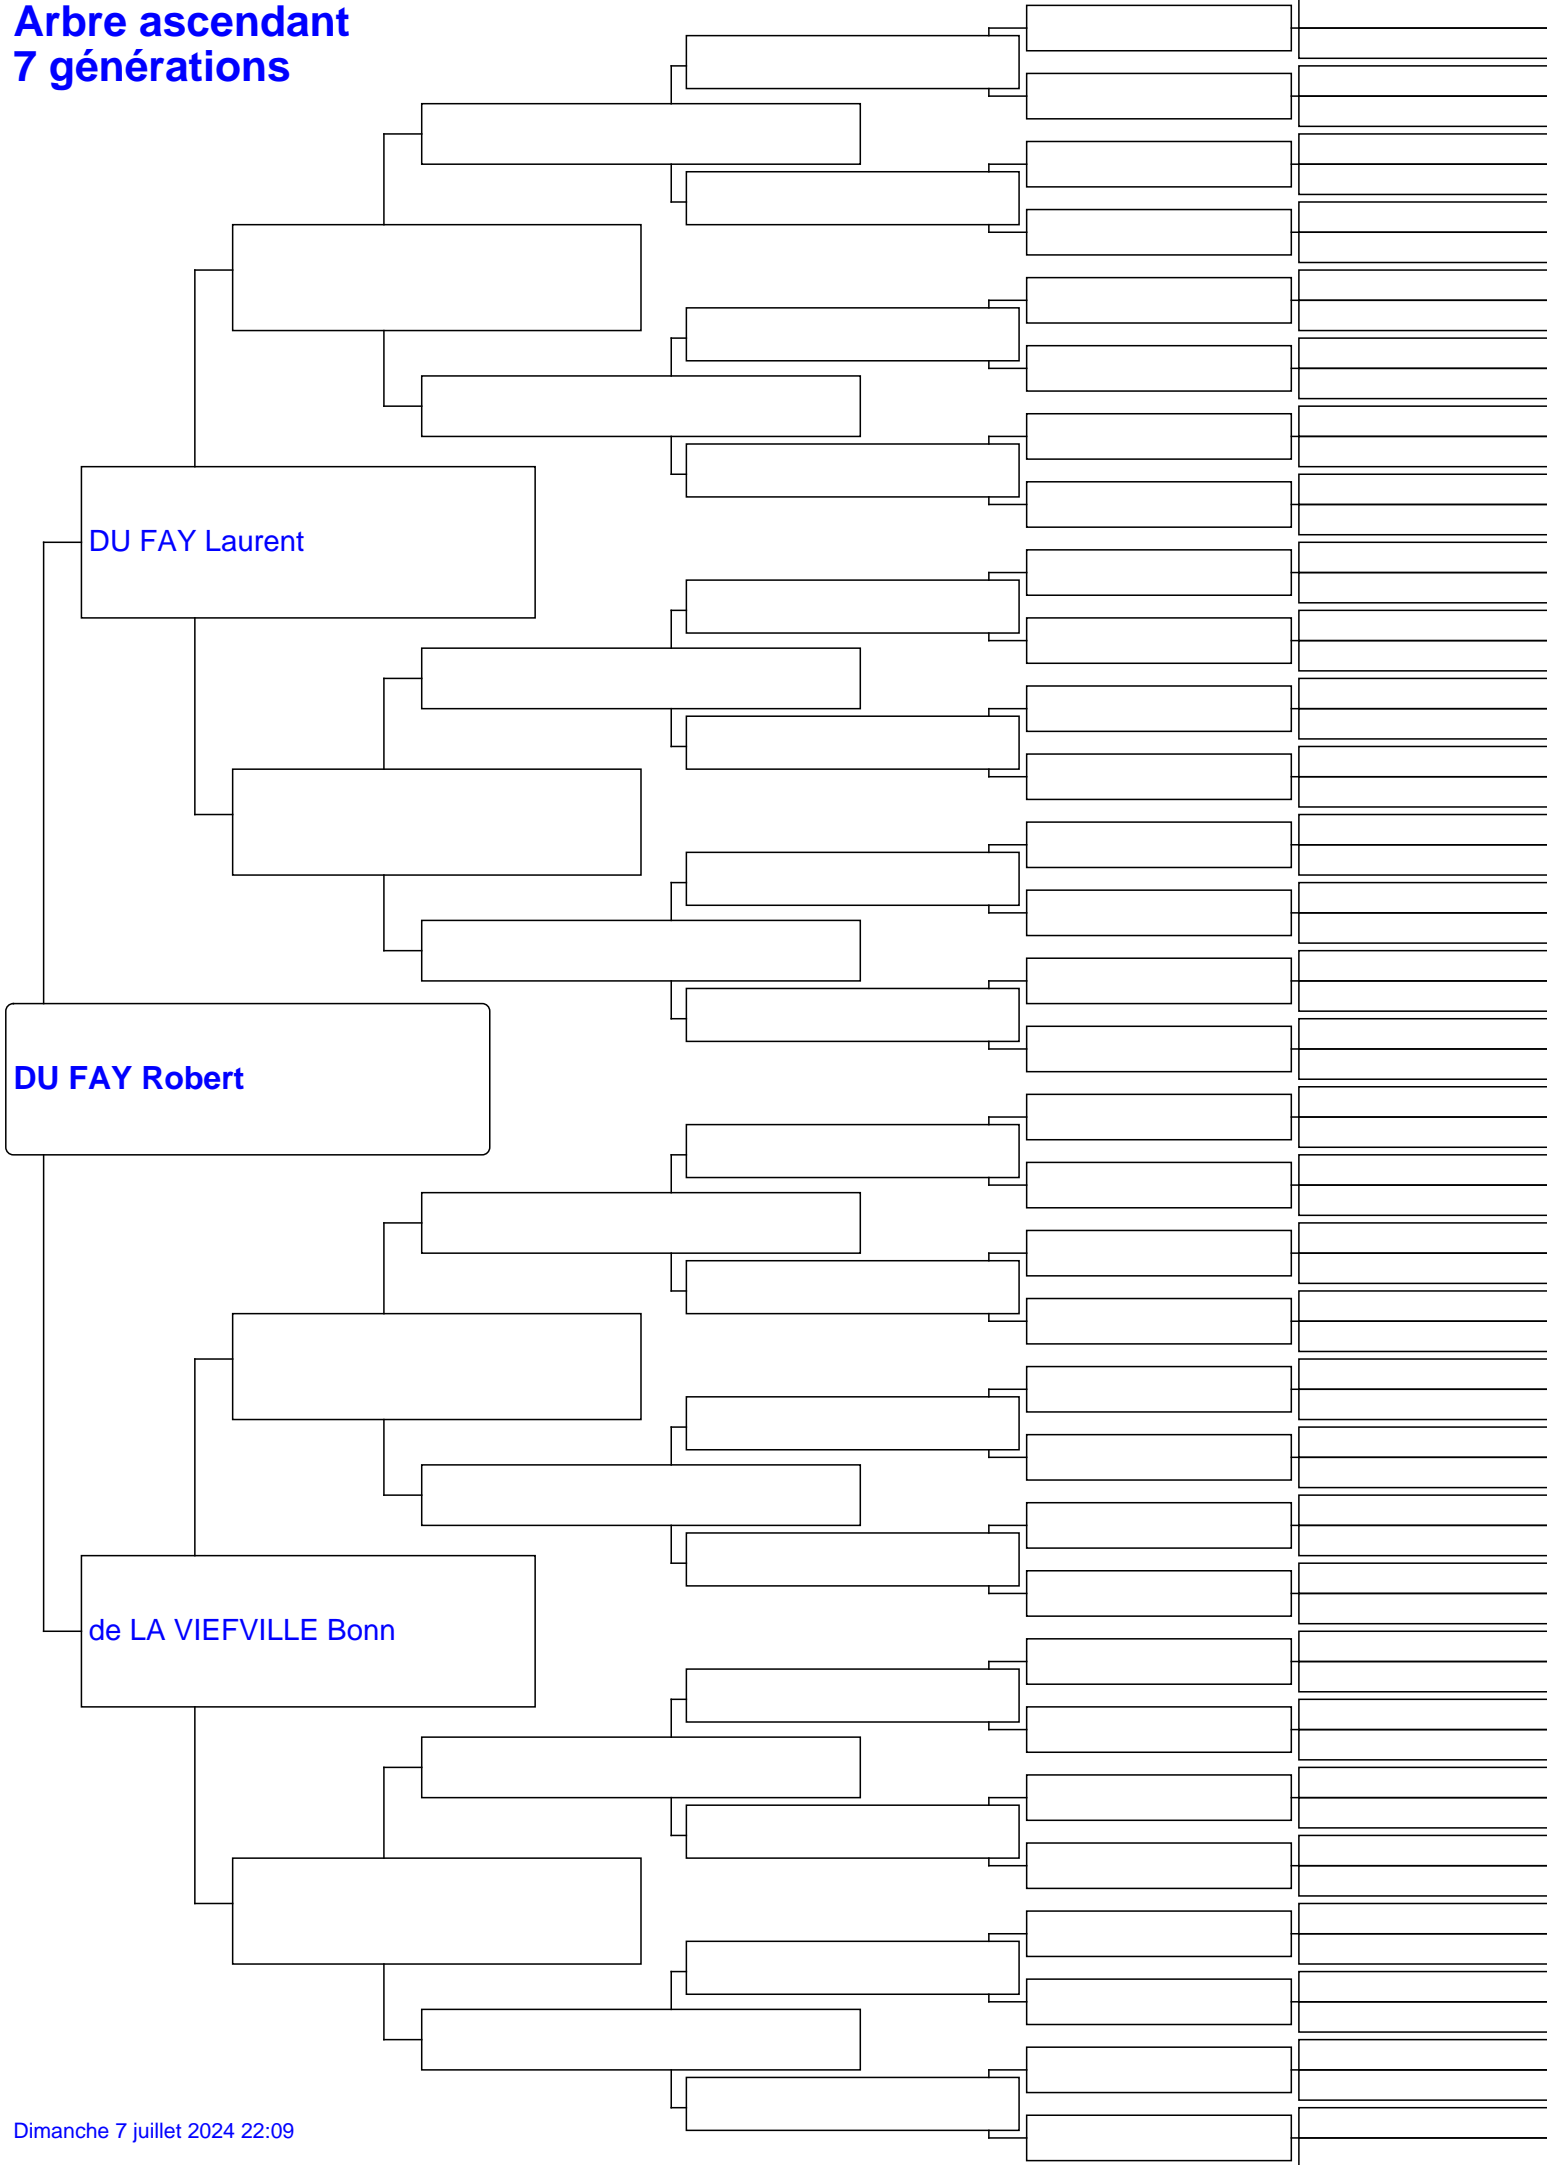 Arbre ascendant
7 générations
DU FAY Laurent
DU FAY Robert
de LA VIEFVILLE Bonn
Dimanche 7 juillet 2024 22:09